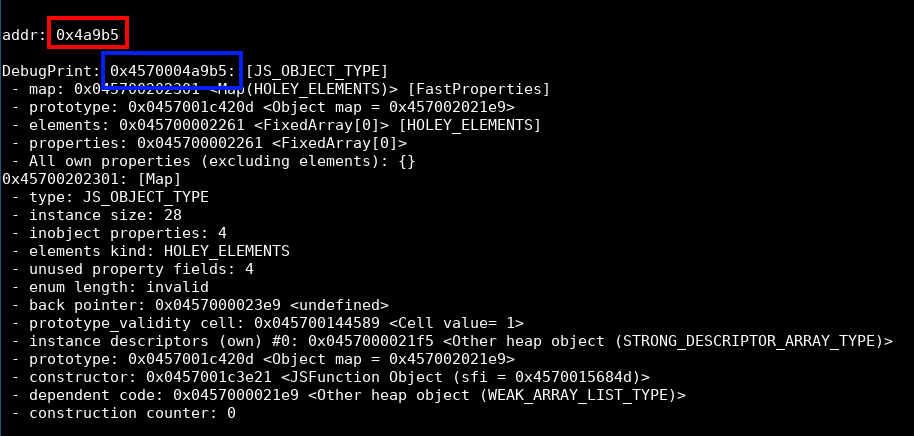 addr: 0x4a9b5
DebugPrint: 0x4570004a9b5: [JS_OBJECT_TYPE]
- map: 0x045700202301 <Map(HOLEY_ELEMENTS)> [FastProperties]
- prototype: 0x0457001c420d <Object map = 0x457002021e9>
- elements: 0x045700002261 <FixedArray[0]> [HOLEY_ELEMENTS]
- properties: 0x045700002261 <FixedArray[0]>
- All own properties (excluding elements): {}
0x45700202301: [Map]
- type: JS_OBJECT_TYPE
- instance size: 28
- inobject properties: 4
- elements kind: HOLEY_ELEMENTS
- unused property fields: 4
- enum length: invalid
- back pointer: 0x0457000023e9 <undefined>
- prototype_validity cell: 0x045700144589 <Cell value= 1>
- instance descriptors (own) #0: 0x0457000021f5 <Other heap object (STRONG_DESCRIPTOR_ARRAY_TYPE)>
- prototype: 0x0457001c420d <Object map = 0x457002021e9>
- constructor: 0x0457001c3e21 <JSFunction Object (sfi = 0x4570015684d)>
- dependent code: 0x0457000021e9 <Other heap object (WEAK_ARRAY_LIST_TYPE)>
- construction counter: 0